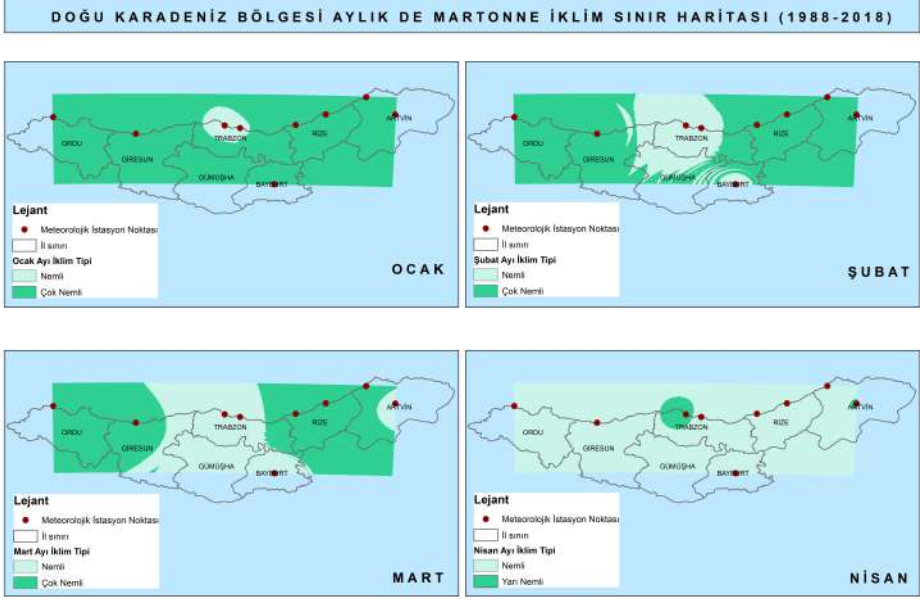 DOĞU KARADENİZ BÖLGESİ AYLIK DE MARTONNE İKLİM SINIR HARİTASI (1988-2018)
ORDU
GİRESUN
TRABZON
RİZE
ARTVİN
GÜMÜŞHA
BAYBURT
Lejant
Meteorolojik İstasyon Noktası
İl sınırı
Ocak Ayı İklim Tipi
Nemli
Çok Nemli
OCAK
ORDU
GİRESUN
TRABZON
RİZE
ARTVİN
GÜMÜŞHA
BAYBURT
Lejant
Meteorolojik İstasyon Noktası
İl sınırı
Şubat Ayı İklim Tipi
Nemli
Çok Nemli
ŞUBAT
ORDU
GİRESUN
TRABZON
RİZE
ARTVİN
GÜMÜŞHA
BAYBURT
Lejant
Meteorolojik İstasyon Noktası
İl sınırı
Mart Ayı İklim Tipi
Nemli
Çok Nemli
MART
ORDU
GİRESUN
TRABZON
RİZE
ARTVİN
GÜMÜŞHA
BAYBURT
Lejant
Meteorolojik İstasyon Noktası
İl sınırı
Nisan Ayı İklim Tipi
Nemli
Yarı Nemli
NİSAN